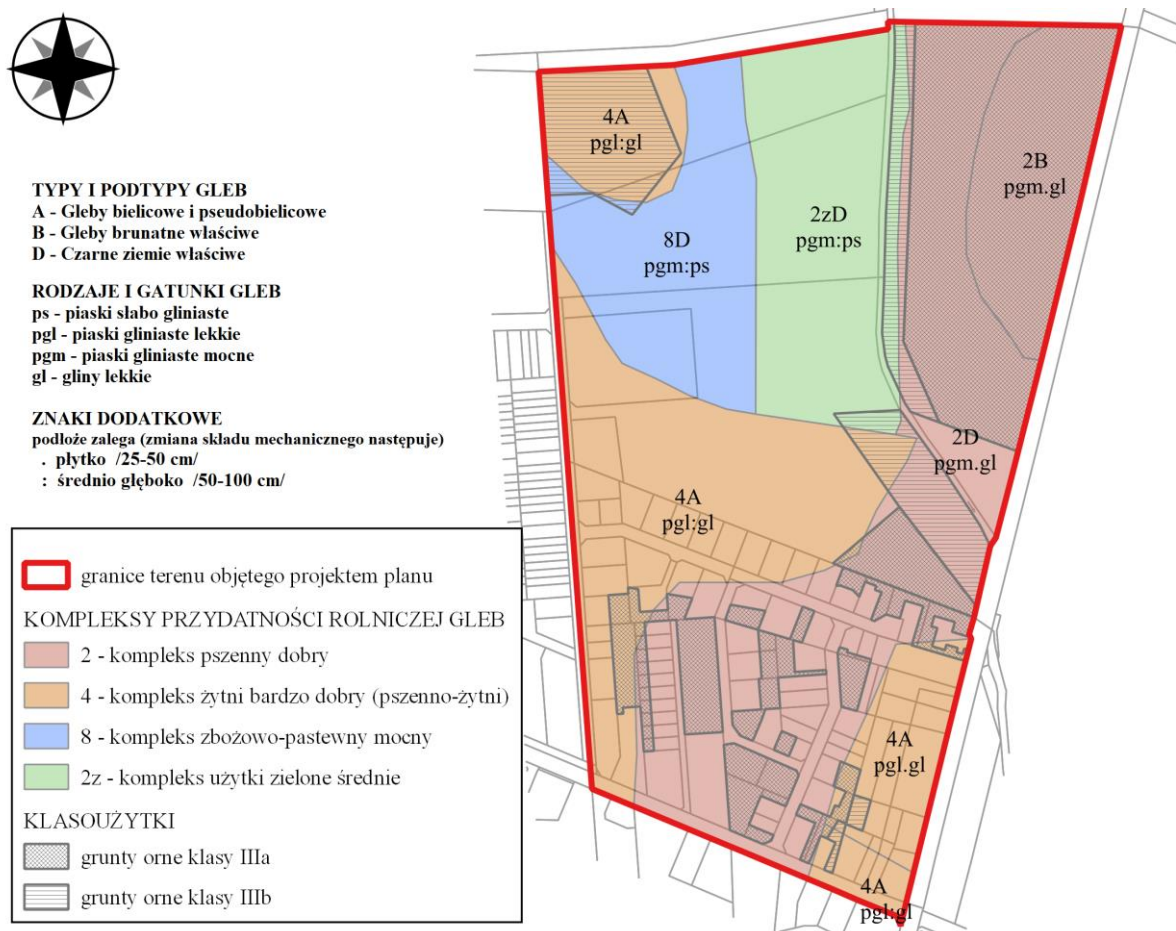 TYPY I PODTYPY GLEB
A - Gleby bielicowe i pseudobielicowe
B - Gleby brunatne właściwe
D - Czarne ziemie właściwe
RODZAJE I GATUNKI GLEB
ps - piaski słabo gliniaste
pgl - piaski gliniaste lekkie
pgm - piaski gliniaste mocne
gl - gliny lekkie
ZNAKI DODATKOWE
podłoże zalega (zmiana składu mechanicznego następuje)
. płytko /25-50 cm/
: średnio głęboko /50-100 cm/
granice terenu objętego projektem planu
KOMPLEKSY PRZYDATNOŚCI ROLNICZEJ GLEB
2 - kompleks pszenny dobry
4 - kompleks żytni bardzo dobry (pszenno-żytni)
8 - kompleks zbożowo-pastewny mocny
2z - kompleks użytki zielone średnie
KLASOUŻYTKI
grunty orne klasy IIIa
grunty orne klasy IIIb
4A
pgl:gl
2B
pgm.gl
2zD
pgm:ps
8D
pgm:ps
2D
pgm.gl
4A
pgl:gl
4A
pgl.gl
4A
pgl:gl